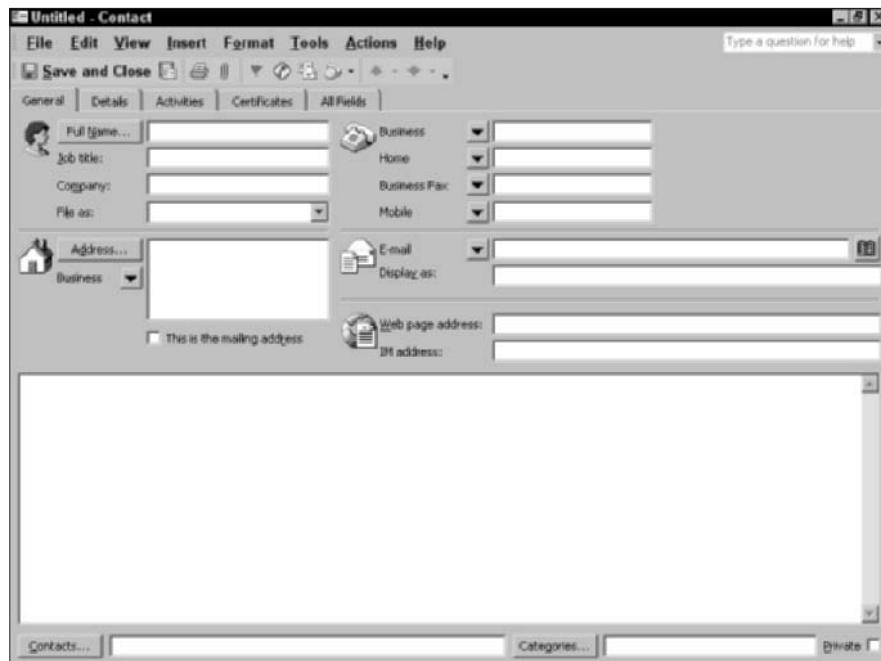 Untitled - Contact
File Edit View Insert Format Tools Actions Help
Type a question for help
Save and Close
General Details Activities Certificates All Fields
Full Name...
Business
Job title:
Home
Company:
Business Fax:
File as:
Mobile
Address...
E-mail
Business
Display as:
This is the mailing address
Web page address:
IM address:
Contacts...
Categories...
Private